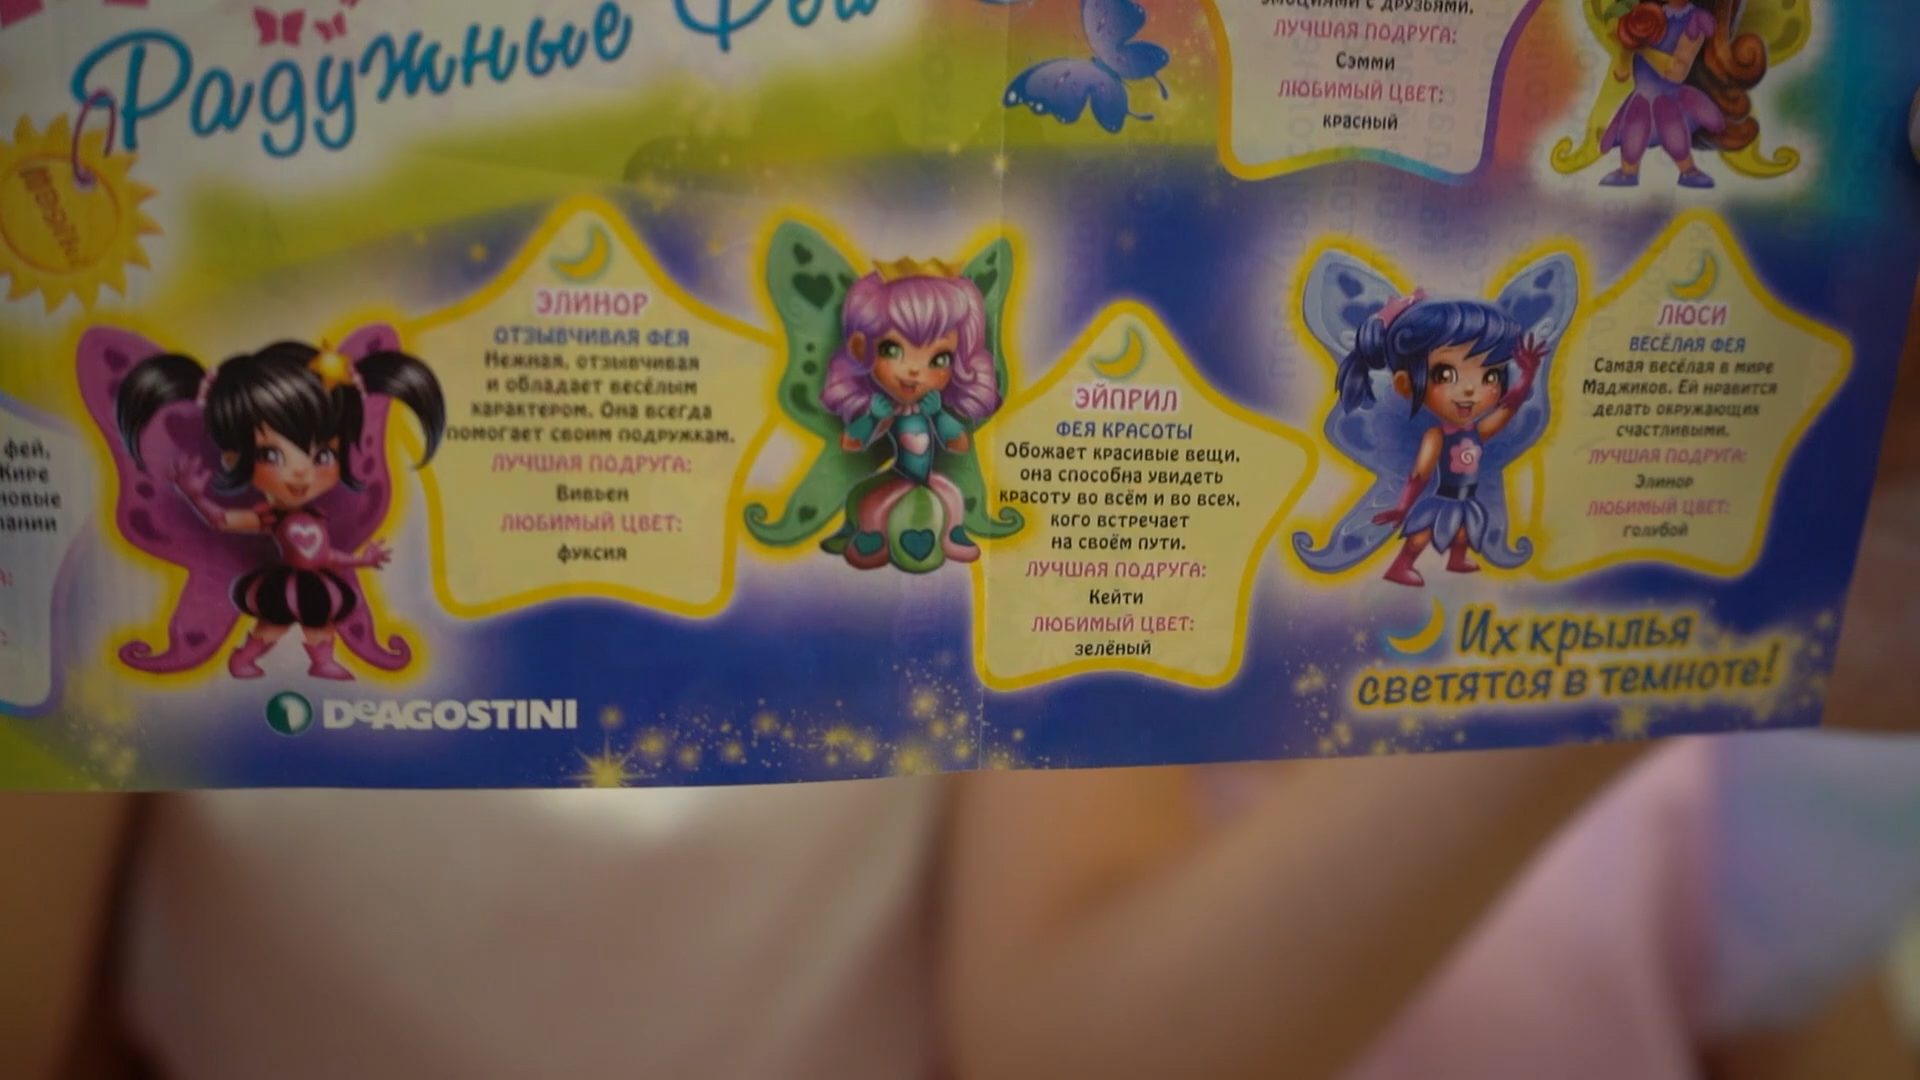 Радужные Феи
эмоциями с друзьями.
ЛУЧШАЯ ПОДРУГА:
Сэмми
ЛЮБИМЫЙ ЦВЕТ:
красный
фей,
Кире
ЭЛИНОР
ОТЗЫВЧИВАЯ ФЕЯ
Нежная, отзывчивая
и обладает весёлым
характером. Она всегда
помогает своим подружкам.
ЛУЧШАЯ ПОДРУГА:
Вивьен
ЛЮБИМЫЙ ЦВЕТ:
фуксия
ЭЙПРИЛ
ФЕЯ КРАСОТЫ
Обожает красивые вещи,
она способна увидеть
красоту во всём и во всех,
кого встречает
на своём пути.
ЛУЧШАЯ ПОДРУГА:
Кейти
ЛЮБИМЫЙ ЦВЕТ:
зелёный
ЛЮСИ
ВЕСЁЛАЯ ФЕЯ
Самая весёлая в мире
Маджиков. Ей нравится
делать окружающих
счастливыми.
ЛУЧШАЯ ПОДРУГА:
Элинор
ЛЮБИМЫЙ ЦВЕТ:
голубой
Их крылья
светятся в темноте!
DeAGOSTINI